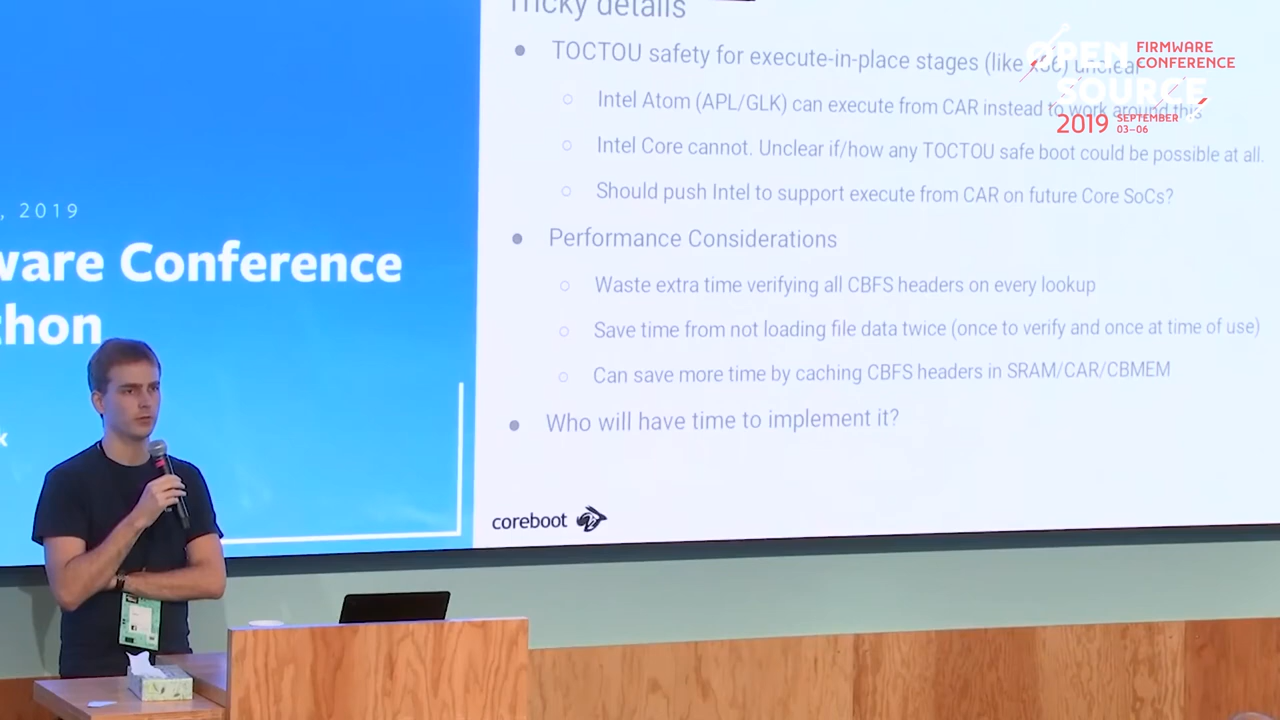 , 2019
ware Conference
thon
k
Tricky details
● TOCTOU safety for execute-in-place stages (like x86) unclear
○ Intel Atom (APL/GLK) can execute from CAR instead to work around this
○ Intel Core cannot. Unclear if/how any TOCTOU safe boot could be possible at all.
○ Should push Intel to support execute from CAR on future Core SoCs?
● Performance Considerations
○ Waste extra time verifying all CBFS headers on every lookup
○ Save time from not loading file data twice (once to verify and once at time of use)
○ Can save more time by caching CBFS headers in SRAM/CAR/CBMEM
● Who will have time to implement it?
coreboot
OPEN
SOURCE
FIRMWARE
CONFERENCE
2019 SEPTEMBER
03–06